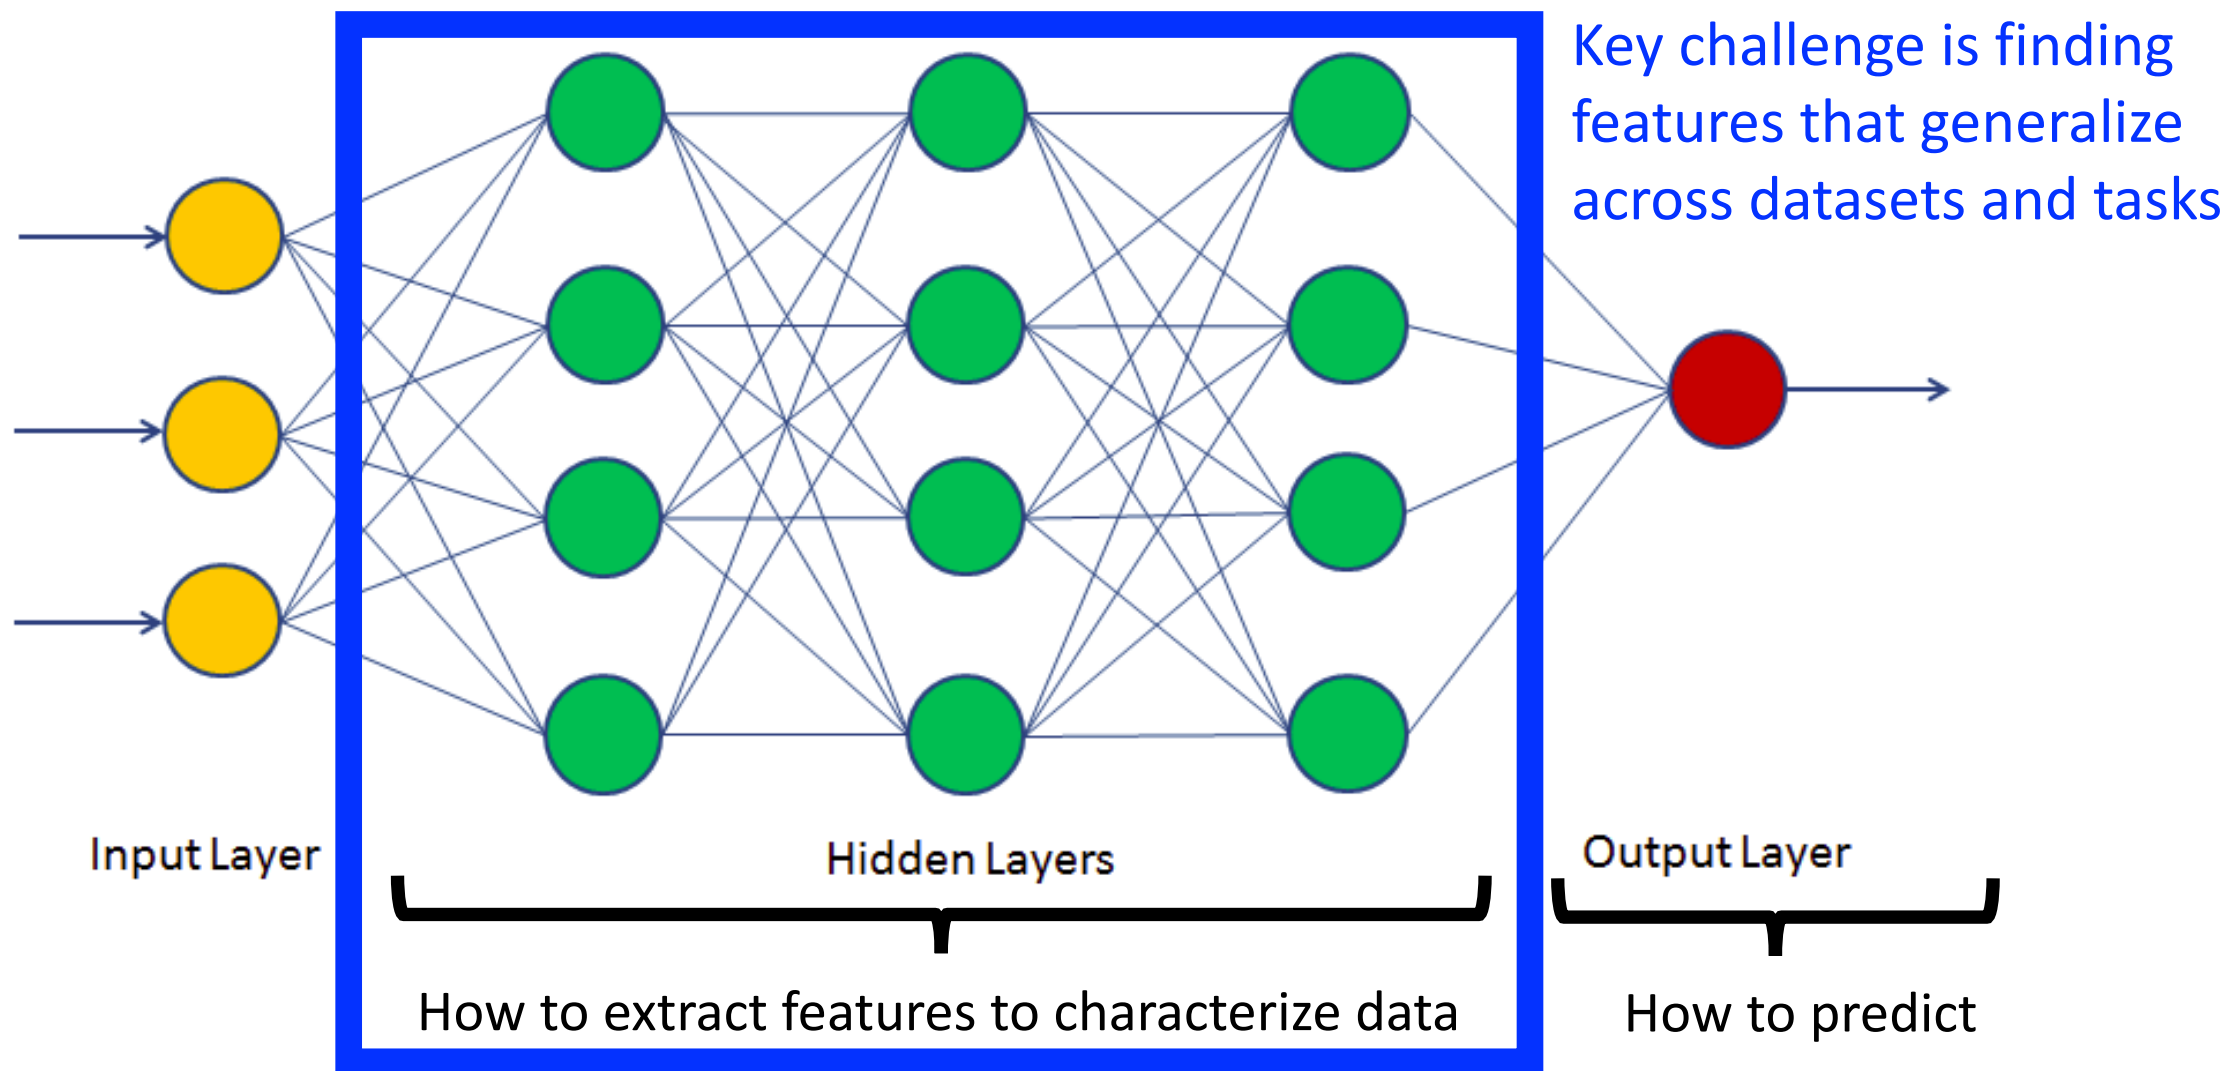 Key challenge is finding
features that generalize
across datasets and tasks
Input Layer
Hidden Layers
Output Layer
How to extract features to characterize data
How to predict